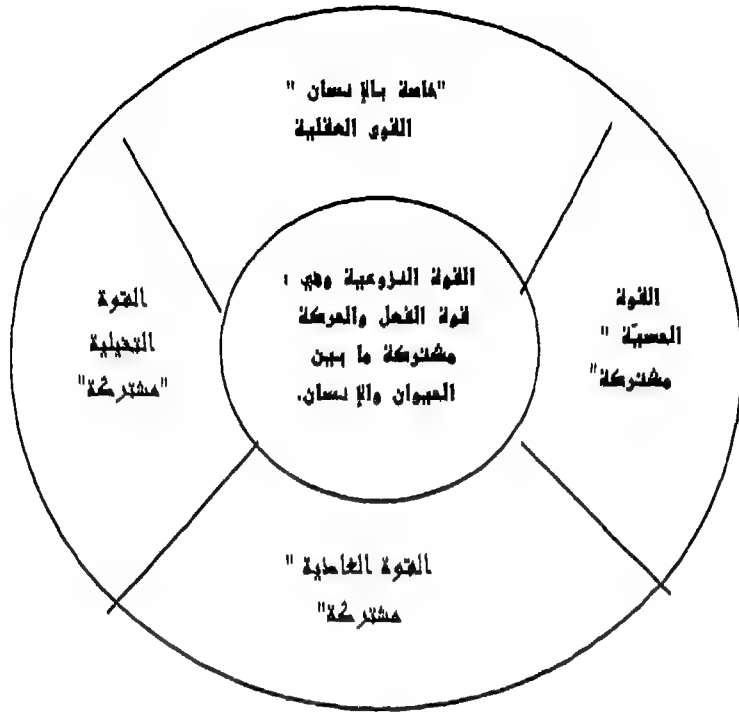 "خاصة بالإنسان"
القوى العقلية
القوة النزوعية وهي :
قوة الفعل والحركة
مشتركة ما بين
الحيوان والإنسان.
القوة
الحسيّة "
مشتركة"
القوة
التخيلية
"مشتركة"
القوة الغاذية "
مشتركة"